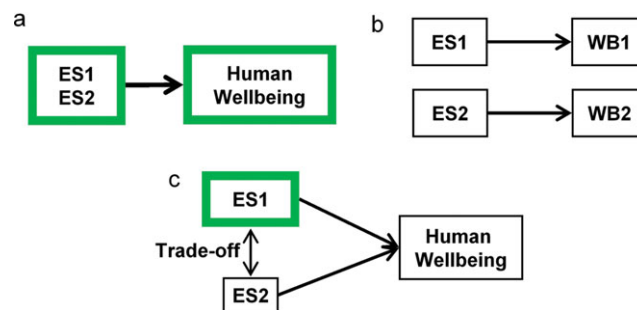 a
ES1
ES2
Human
Wellbeing
b
ES1
WB1
ES2
WB2
c
ES1
Trade-off
ES2
Human
Wellbeing